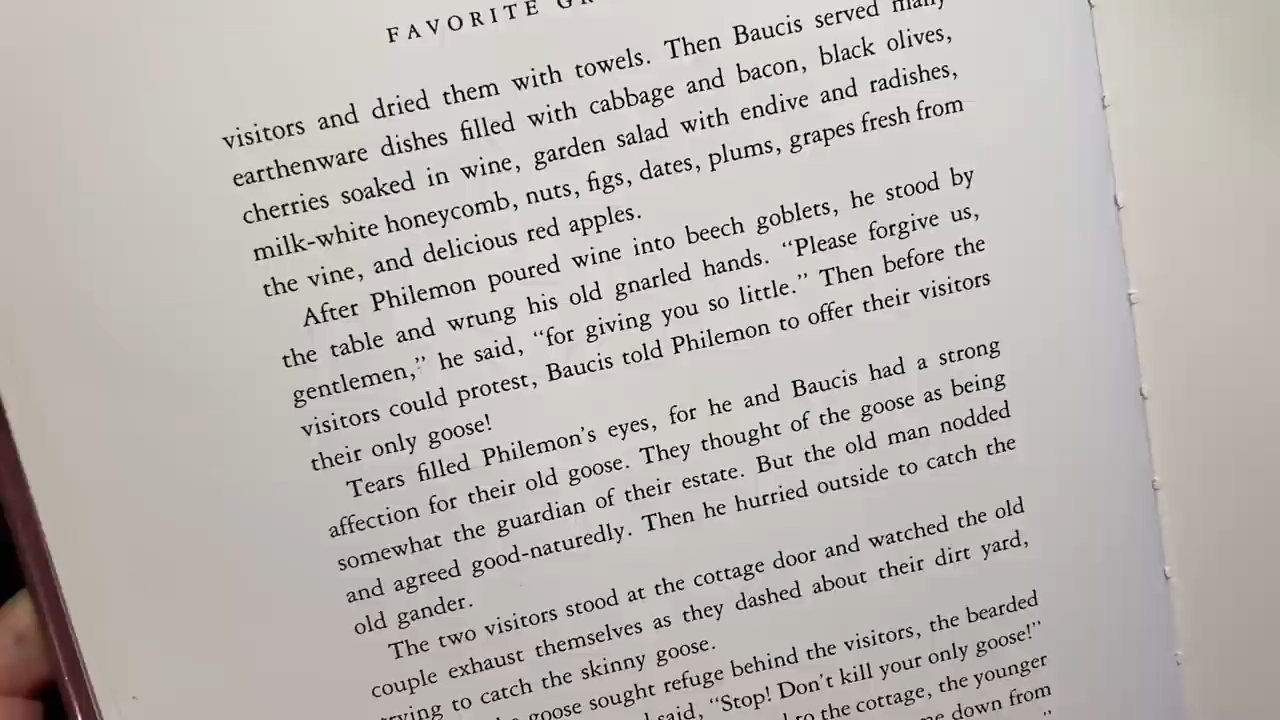 FAVORITE
visitors and dried them with towels. Then Baucis served many
earthenware dishes filled with cabbage and bacon, black olives,
cherries soaked in wine, garden salad with endive and radishes,
milk-white honeycomb, nuts, figs, dates, plums, grapes fresh from
the vine, and delicious red apples.
After Philemon poured wine into beech goblets, he stood by
the table and wrung his old gnarled hands. “Please forgive us,
gentlemen,” he said, “for giving you so little.” Then before the
visitors could protest, Baucis told Philemon to offer their visitors
their only goose!
Tears filled Philemon’s eyes, for he and Baucis had a strong
affection for their old goose. They thought of the goose as being
somewhat the guardian of their estate. But the old man nodded
and agreed good-naturedly. Then he hurried outside to catch the
old gander.
The two visitors stood at the cottage door and watched the old
couple exhaust themselves as they dashed about their dirt yard,
trying to catch the skinny goose.
goose sought refuge behind the visitors, the bearded
said, “Stop! Don’t kill your only goose!”
to the cottage, the younger
down from